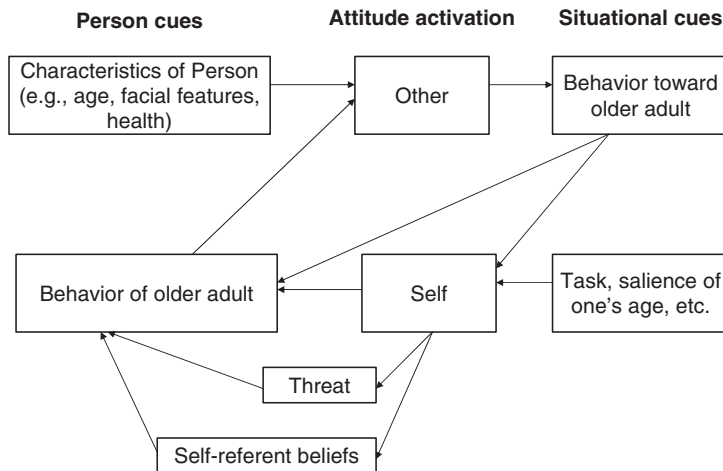 Person cues
Attitude activation
Situational cues
Characteristics of Person
(e.g., age, facial features,
health)
Other
Behavior toward
older adult
Behavior of older adult
Self
Task, salience of
one's age, etc.
Threat
Self-referent beliefs